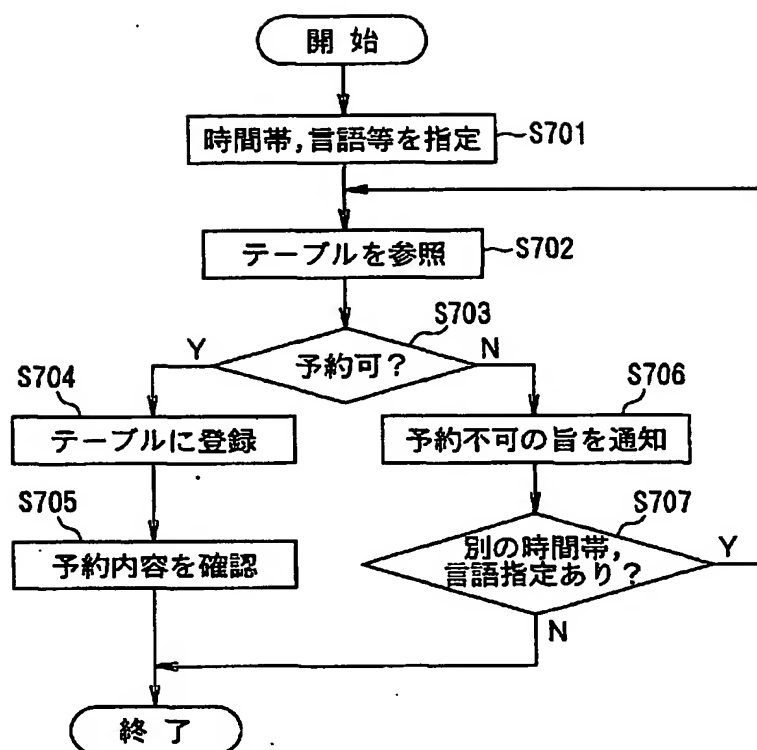 開始
時間帯,言語等を指定
S701
テーブルを参照
S702
S703
予約可?
Y
N
S704
テーブルに登録
S706
予約不可の旨を通知
S705
予約内容を確認
S707
別の時間帯,
言語指定あり?
Y
N
終了